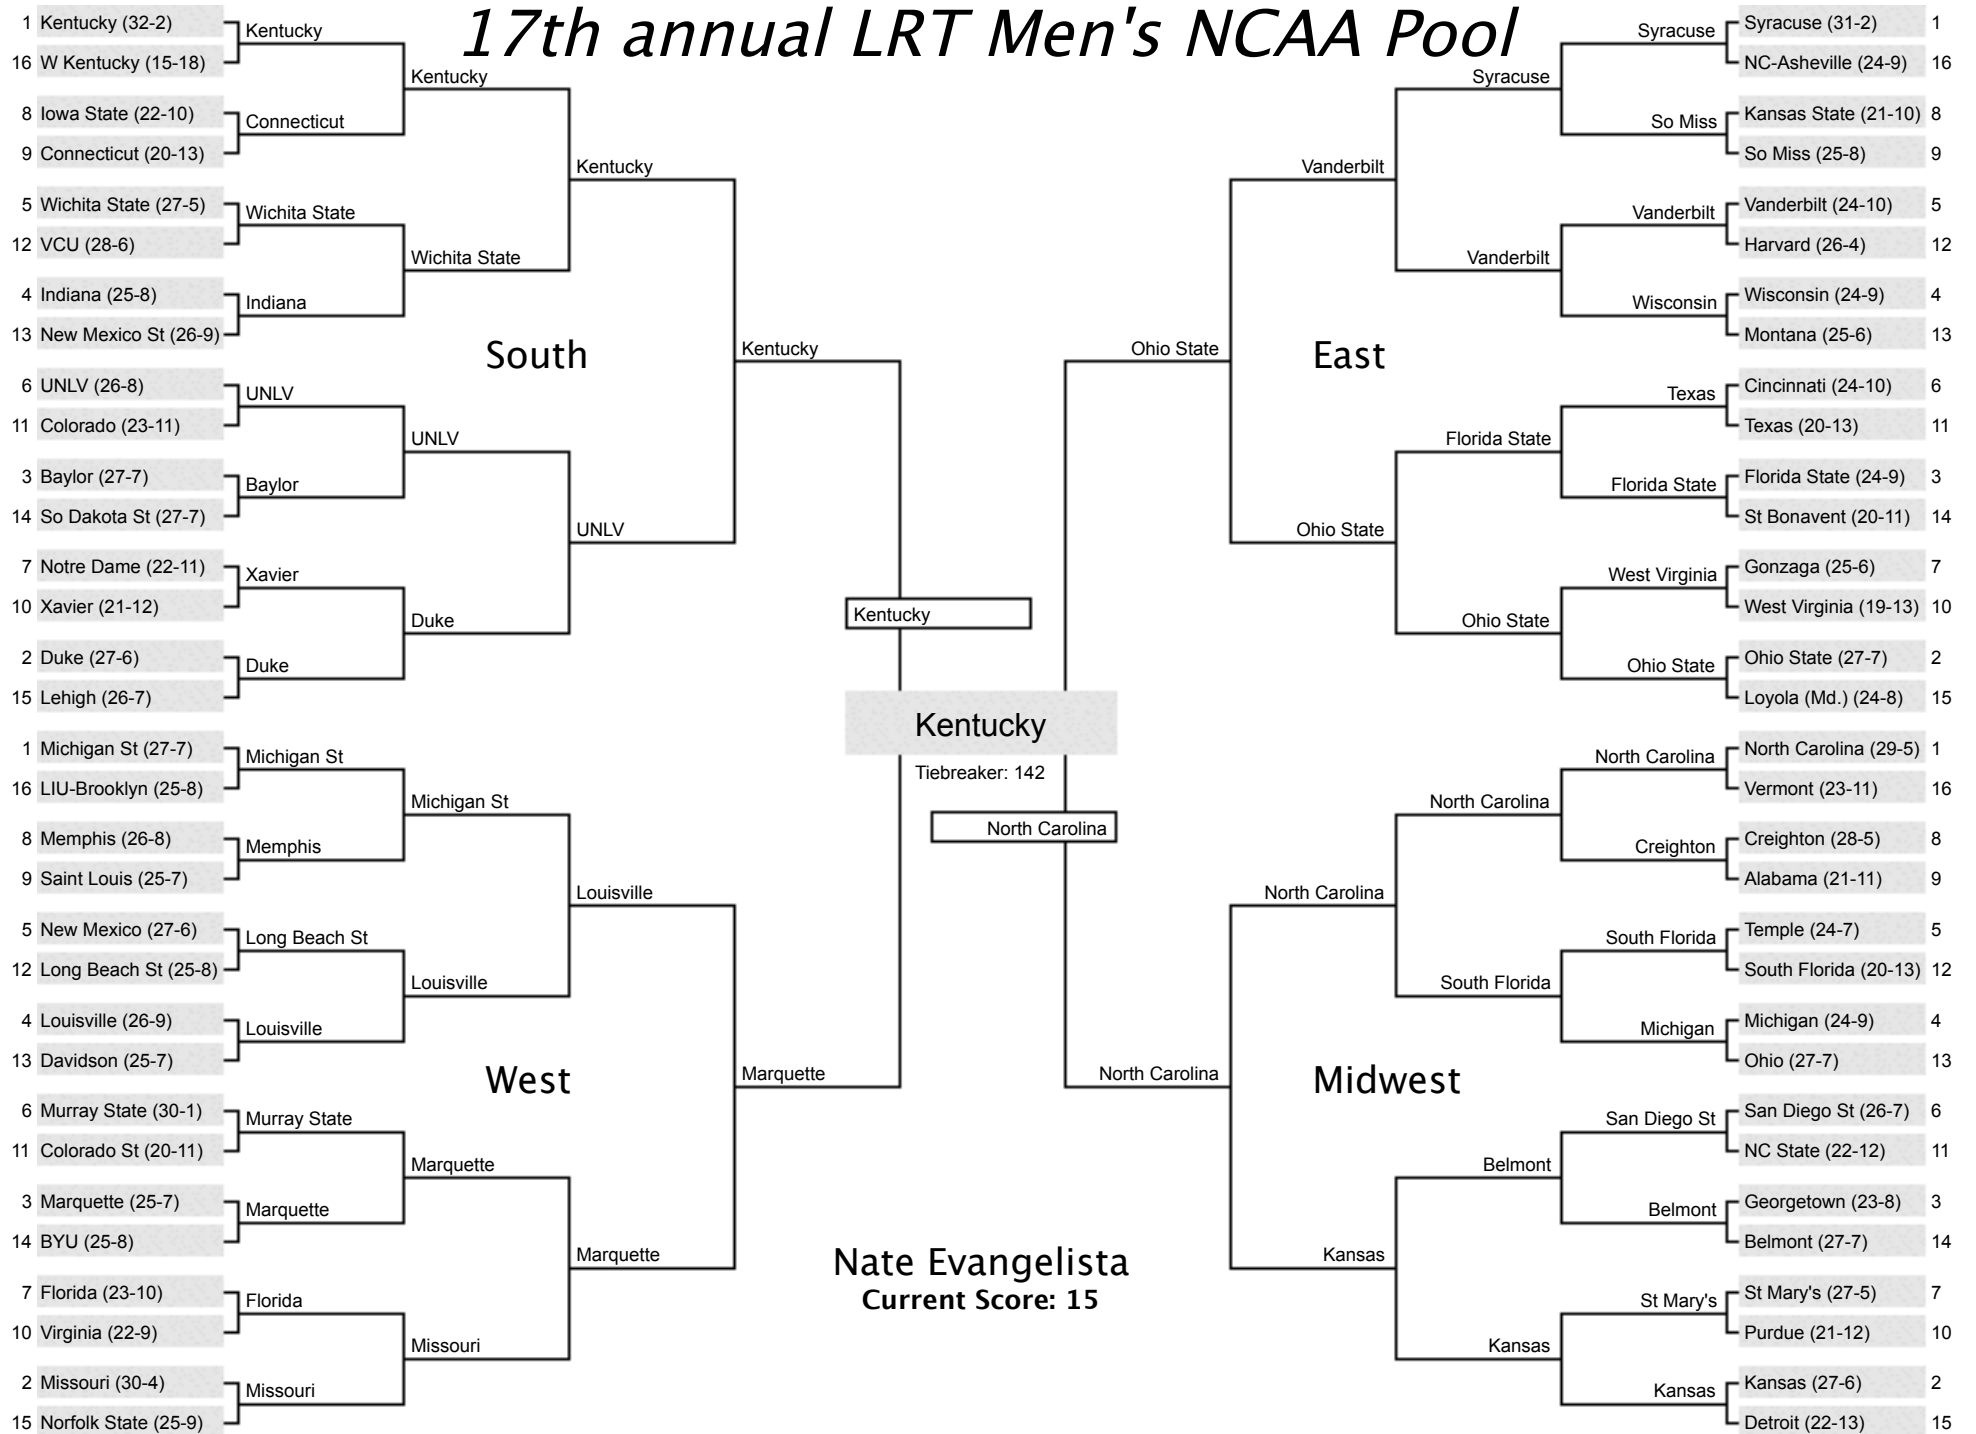 17th annual LRT Men's NCAA Pool
1 Kentucky (32-2)
16 W Kentucky (15-18)
8 Iowa State (22-10)
9 Connecticut (20-13)
5 Wichita State (27-5)
12 VCU (28-6)
4 Indiana (25-8)
13 New Mexico St (26-9)
6 UNLV (26-8)
11 Colorado (23-11)
3 Baylor (27-7)
14 So Dakota St (27-7)
7 Notre Dame (22-11)
10 Xavier (21-12)
2 Duke (27-6)
15 Lehigh (26-7)
Kentucky
Connecticut
Wichita State
Indiana
UNLV
Baylor
Xavier
Duke
Kentucky
Wichita State
UNLV
Duke
Kentucky
UNLV
Kentucky
South
1 Michigan St (27-7)
16 LIU-Brooklyn (25-8)
8 Memphis (26-8)
9 Saint Louis (25-7)
5 New Mexico (27-6)
12 Long Beach St (25-8)
4 Louisville (26-9)
13 Davidson (25-7)
6 Murray State (30-1)
11 Colorado St (20-11)
3 Marquette (25-7)
14 BYU (25-8)
7 Florida (23-10)
10 Virginia (22-9)
2 Missouri (30-4)
15 Norfolk State (25-9)
Michigan St
Memphis
Long Beach St
Louisville
Murray State
Marquette
Florida
Missouri
Michigan St
Louisville
Marquette
Missouri
Louisville
Marquette
Marquette
West
Kentucky
Kentucky
Tiebreaker: 142
North Carolina
Nate Evangelista
Current Score: 15
Syracuse (31-2) 1
NC-Asheville (24-9) 16
Kansas State (21-10) 8
So Miss (25-8) 9
Vanderbilt (24-10) 5
Harvard (26-4) 12
Wisconsin (24-9) 4
Montana (25-6) 13
Cincinnati (24-10) 6
Texas (20-13) 11
Florida State (24-9) 3
St Bonavent (20-11) 14
Gonzaga (25-6) 7
West Virginia (19-13) 10
Ohio State (27-7) 2
Loyola (Md.) (24-8) 15
Syracuse
So Miss
Vanderbilt
Wisconsin
Texas
Florida State
West Virginia
Ohio State
Syracuse
Vanderbilt
Florida State
Ohio State
Vanderbilt
Ohio State
Ohio State
East
North Carolina (29-5) 1
Vermont (23-11) 16
Creighton (28-5) 8
Alabama (21-11) 9
Temple (24-7) 5
South Florida (20-13) 12
Michigan (24-9) 4
Ohio (27-7) 13
San Diego St (26-7) 6
NC State (22-12) 11
Georgetown (23-8) 3
Belmont (27-7) 14
St Mary's (27-5) 7
Purdue (21-12) 10
Kansas (27-6) 2
Detroit (22-13) 15
North Carolina
Creighton
South Florida
Michigan
San Diego St
Belmont
St Mary's
Kansas
North Carolina
South Florida
Belmont
Kansas
North Carolina
Kansas
North Carolina
Midwest